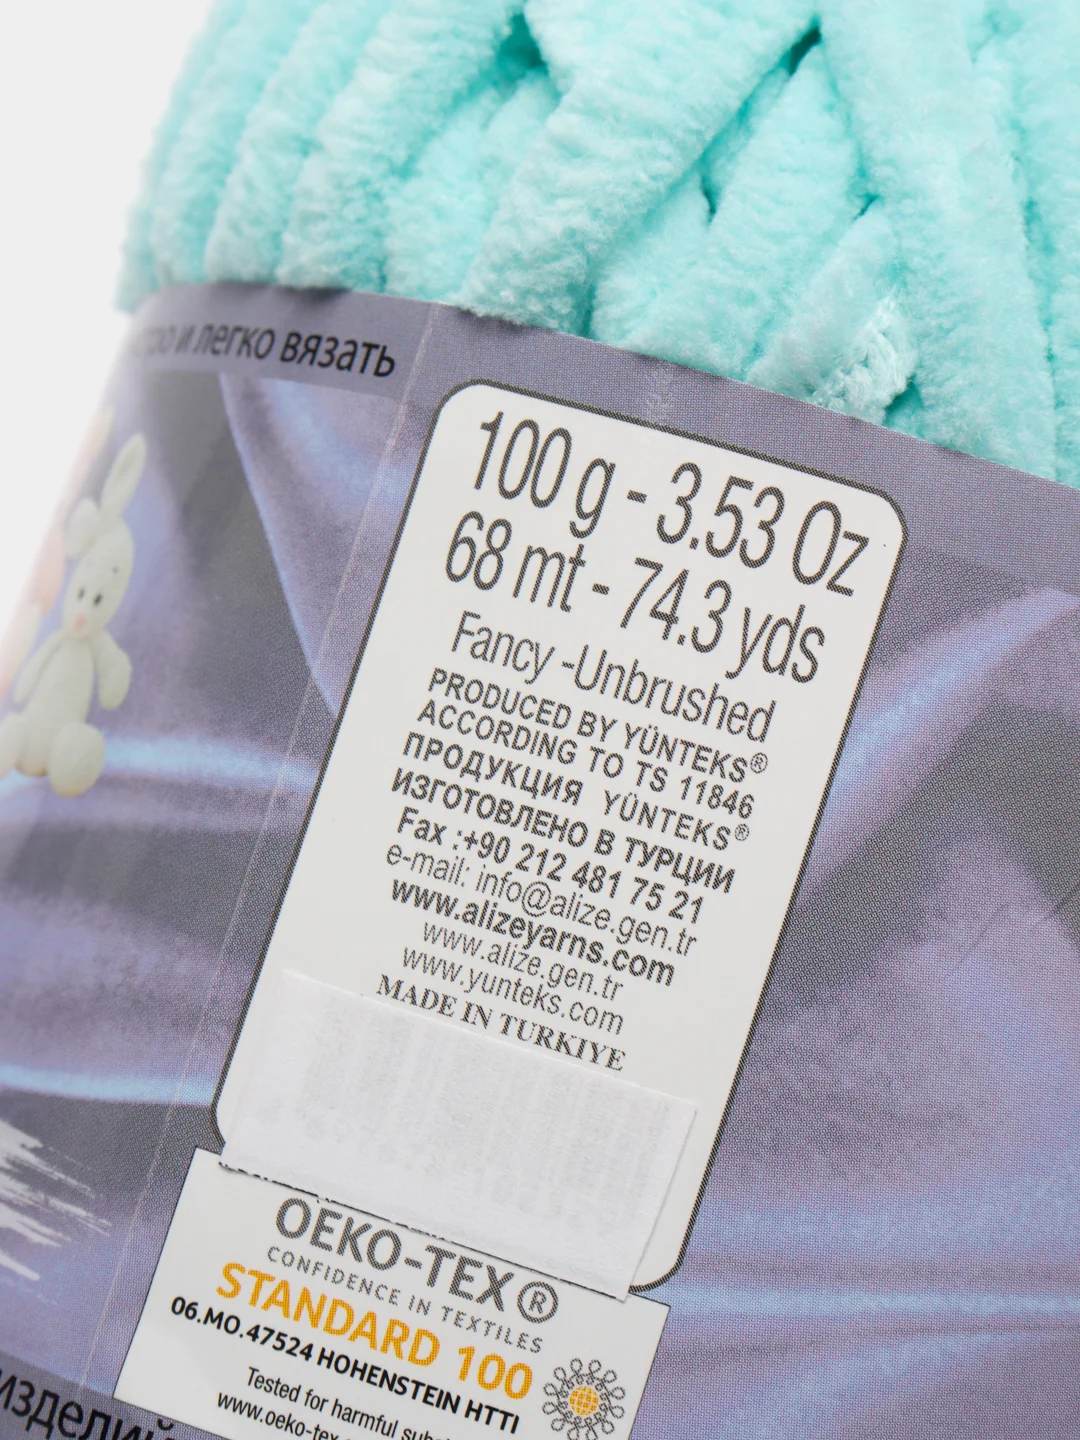 и легко вязать
100 g - 3.53 Oz
68 mt - 74.3 yds
Fancy -Unbrushed
PRODUCED BY YÜNTEKS®
ACCORDING TO TS 11846
ПРОДУКЦИЯ YÜNTEKS®
ИЗГОТОВЛЕНО В ТУРЦИИ
Fax :+90 212 481 75 21
e-mail: info@alize.gen.tr
www.alizeyarns.com
www.alize.gen.tr
www.yunteks.com
MADE IN TURKIYE
OEKO-TEX®
CONFIDENCE IN TEXTILES
STANDARD 100
06.MO.47524 HOHENSTEIN HTTI
Tested for harmful
www.oeko-tex
изделий